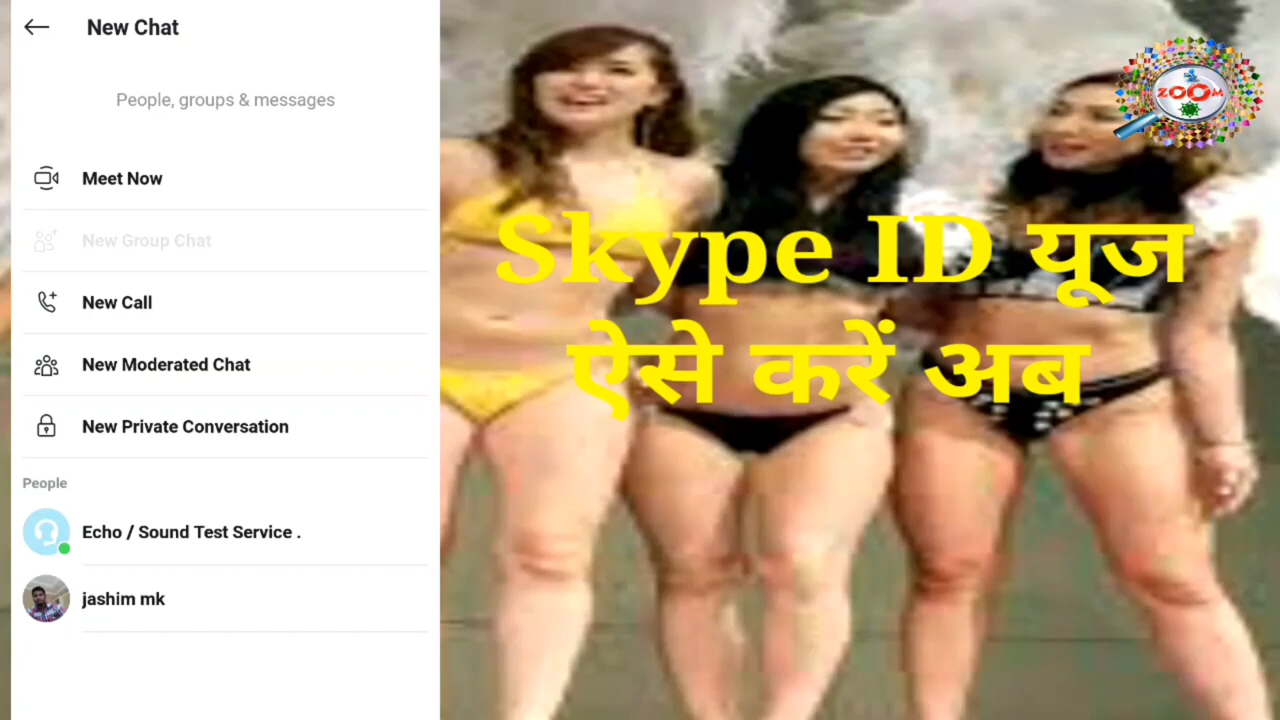 New Chat
People, groups & messages
Meet Now
New Group Chat
New Call
New Moderated Chat
New Private Conversation
People
Echo / Sound Test Service .
jashim mk
ZOOM
Skype ID यूज
ऐसे करें अब